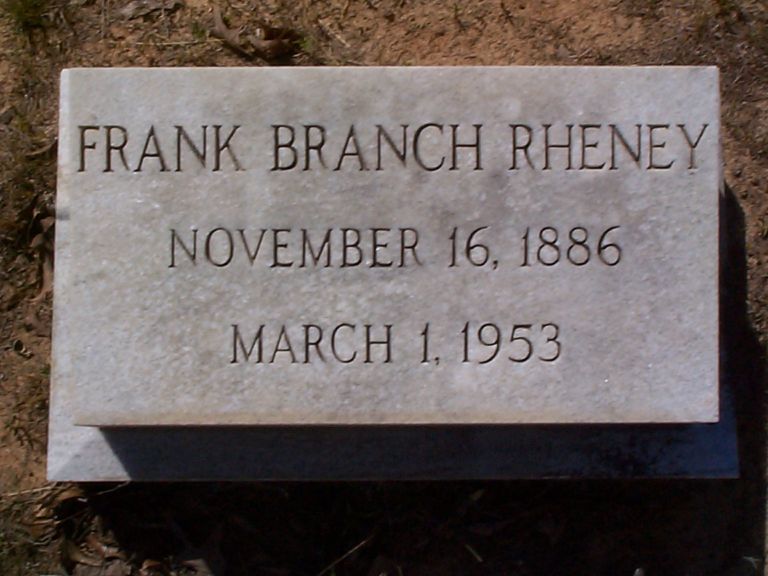 FRANK BRANCH RHENEY
NOVEMBER 16, 1886
MARCH 1, 1953